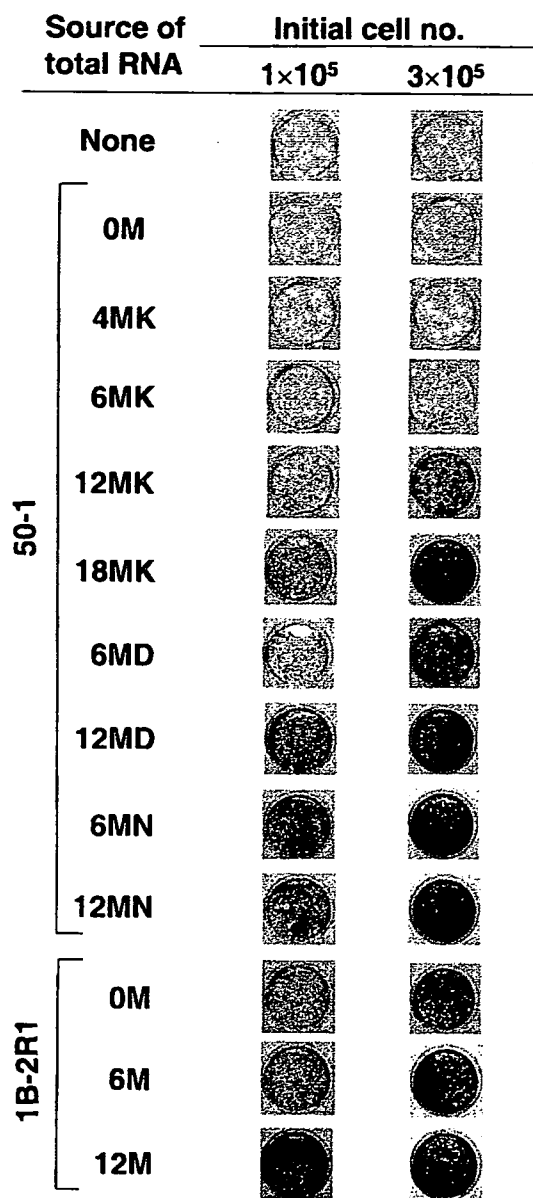 Source of total RNA
Initial cell no.
1×10⁵
3×10⁵
None
50-1
0M
4MK
6MK
12MK
18MK
6MD
12MD
6MN
12MN
1B-2R1
0M
6M
12M